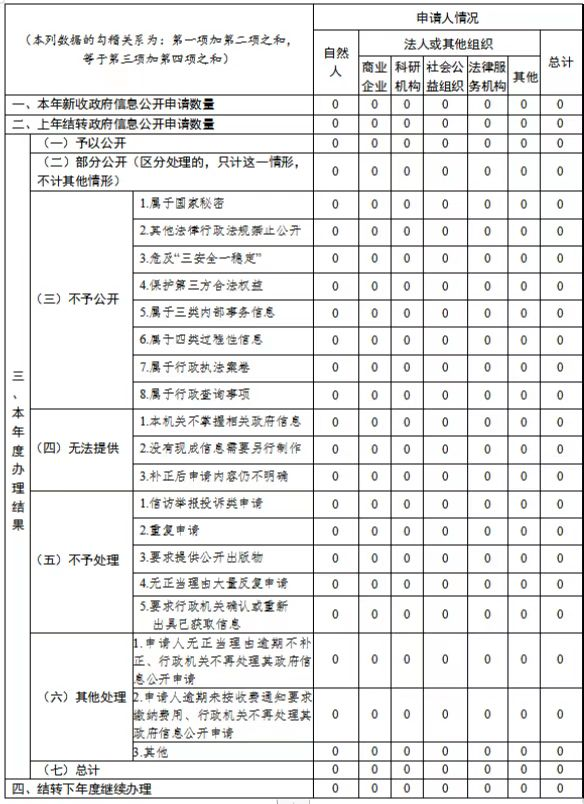 （本列数据的勾稽关系为：第一项加第二项之和，
等于第三项加第四项之和）
申请人情况
自然
人
法人或其他组织
总计
商业
企业
科研
机构
社会公
益组织
法律服
务机构
其他
一、本年新收政府信息公开申请数量 0 0 0 0 0 0 0
二、上年结转政府信息公开申请数量 0 0 0 0 0 0 0
三、本年度办理结果
（一）予以公开 0 0 0 0 0 0 0
（二）部分公开（区分处理的，只计这一情形，
不计其他情形） 0 0 0 0 0 0 0
（三）不予公开
1.属于国家秘密 0 0 0 0 0 0 0
2.其他法律行政法规禁止公开 0 0 0 0 0 0 0
3.危及“三安全一稳定” 0 0 0 0 0 0 0
4.保护第三方合法权益 0 0 0 0 0 0 0
5.属于三类内部事务信息 0 0 0 0 0 0 0
6.属于四类过程性信息 0 0 0 0 0 0 0
7.属于行政执法案卷 0 0 0 0 0 0 0
8.属于行政查询事项 0 0 0 0 0 0 0
（四）无法提供
1.本机关不掌握相关政府信息 0 0 0 0 0 0 0
2.没有现成信息需要另行制作 0 0 0 0 0 0 0
3.补正后申请内容仍不明确 0 0 0 0 0 0 0
（五）不予处理
1.信访举报投诉类申请 0 0 0 0 0 0 0
2.重复申请 0 0 0 0 0 0 0
3.要求提供公开出版物 0 0 0 0 0 0 0
4.无正当理由大量反复申请 0 0 0 0 0 0 0
5.要求行政机关确认或重新
出具已获取信息 0 0 0 0 0 0 0
（六）其他处理
1.申请人无正当理由逾期不补
正、行政机关不再处理其政府信
息公开申请 0 0 0 0 0 0 0
2.申请人逾期未按收费通知要求
缴纳费用、行政机关不再处理其
政府信息公开申请 0 0 0 0 0 0 0
3.其他 0 0 0 0 0 0 0
（七）总计 0 0 0 0 0 0 0
四、结转下年度继续办理 0 0 0 0 0 0 0